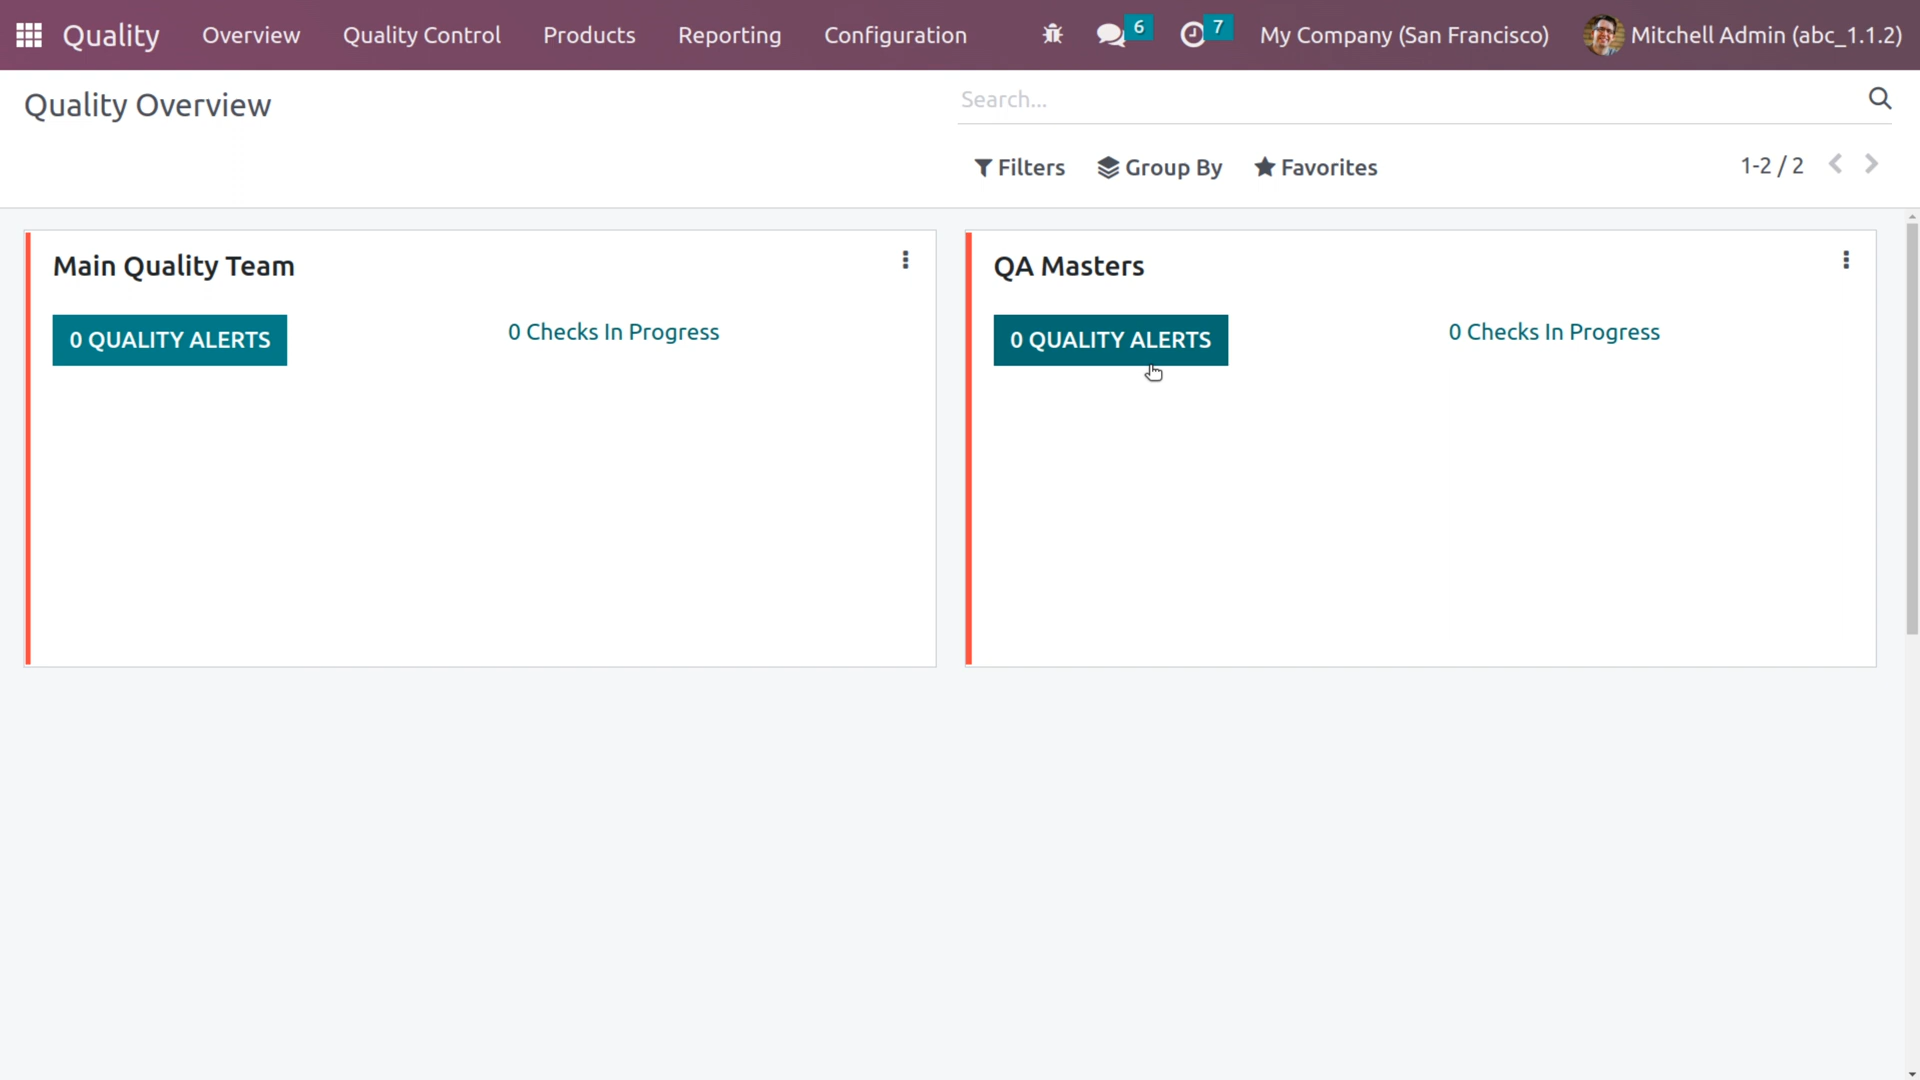 Quality Overview Quality Control Products Reporting Configuration 6 7 My Company (San Francisco) Mitchell Admin (abc_1.1.2)
Quality Overview
Search...
Filters Group By Favorites 1-2 / 2
Main Quality Team
0 QUALITY ALERTS 0 Checks In Progress
QA Masters
0 QUALITY ALERTS 0 Checks In Progress